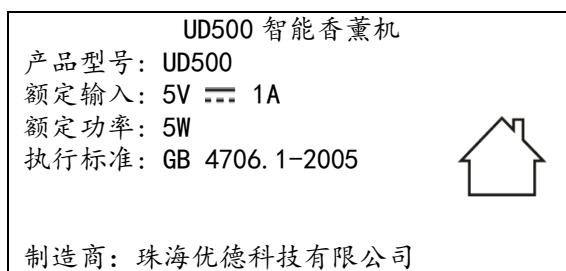 UD500 智能香薰机
产品型号: UD500
额定输入: 5V ⎓ 1A
额定功率: 5W
执行标准: GB 4706.1-2005
制造商: 珠海优德科技有限公司